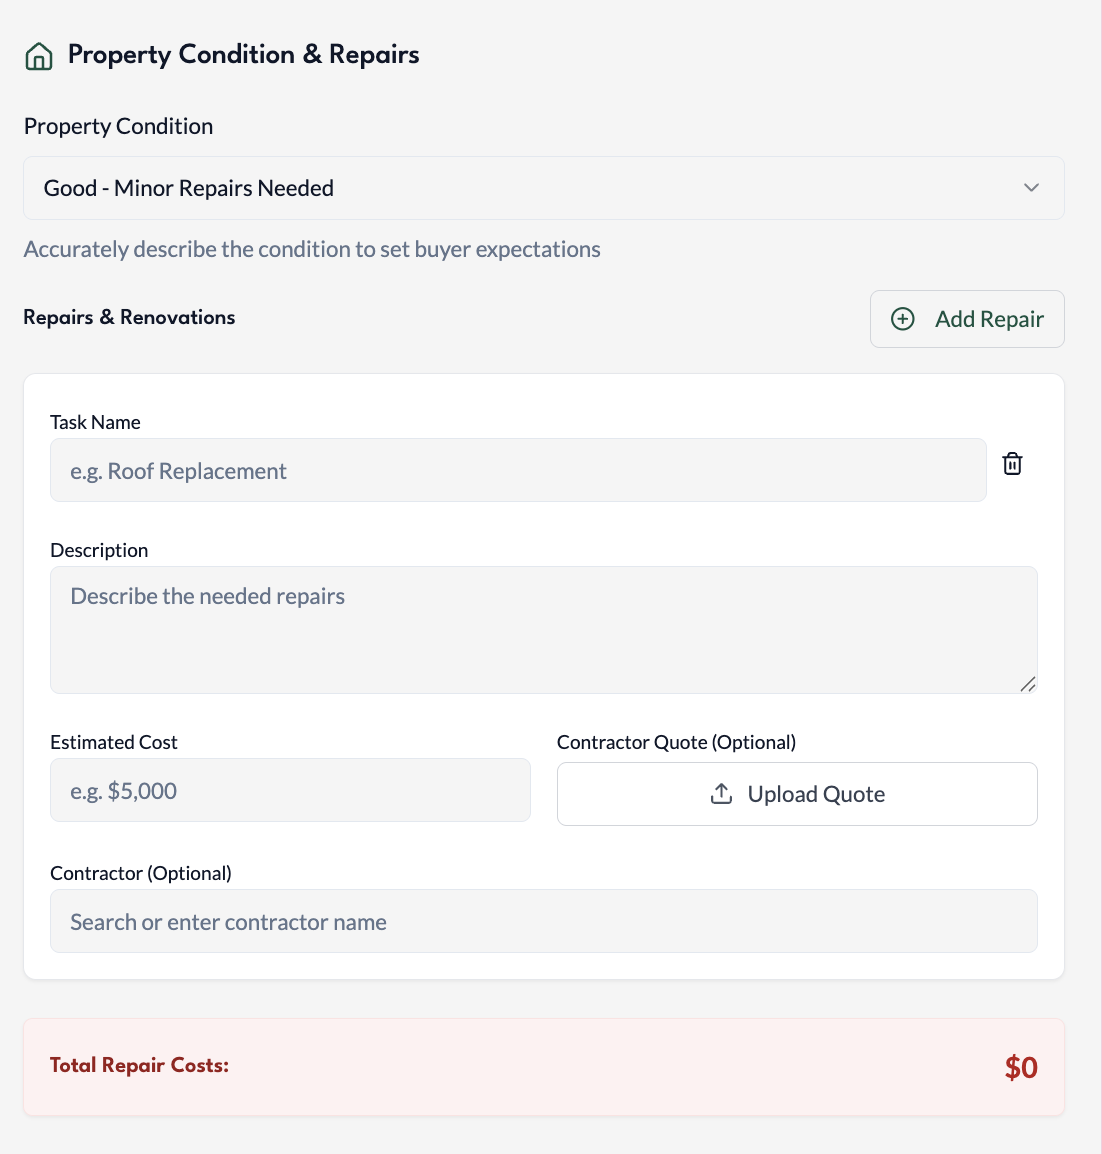 Property Condition & Repairs
Property Condition
Good - Minor Repairs Needed
Accurately describe the condition to set buyer expectations
Repairs & Renovations
Add Repair
Task Name
e.g. Roof Replacement
Description
Describe the needed repairs
Estimated Cost
Contractor Quote (Optional)
e.g. $5,000
Upload Quote
Contractor (Optional)
Search or enter contractor name
Total Repair Costs:
$0